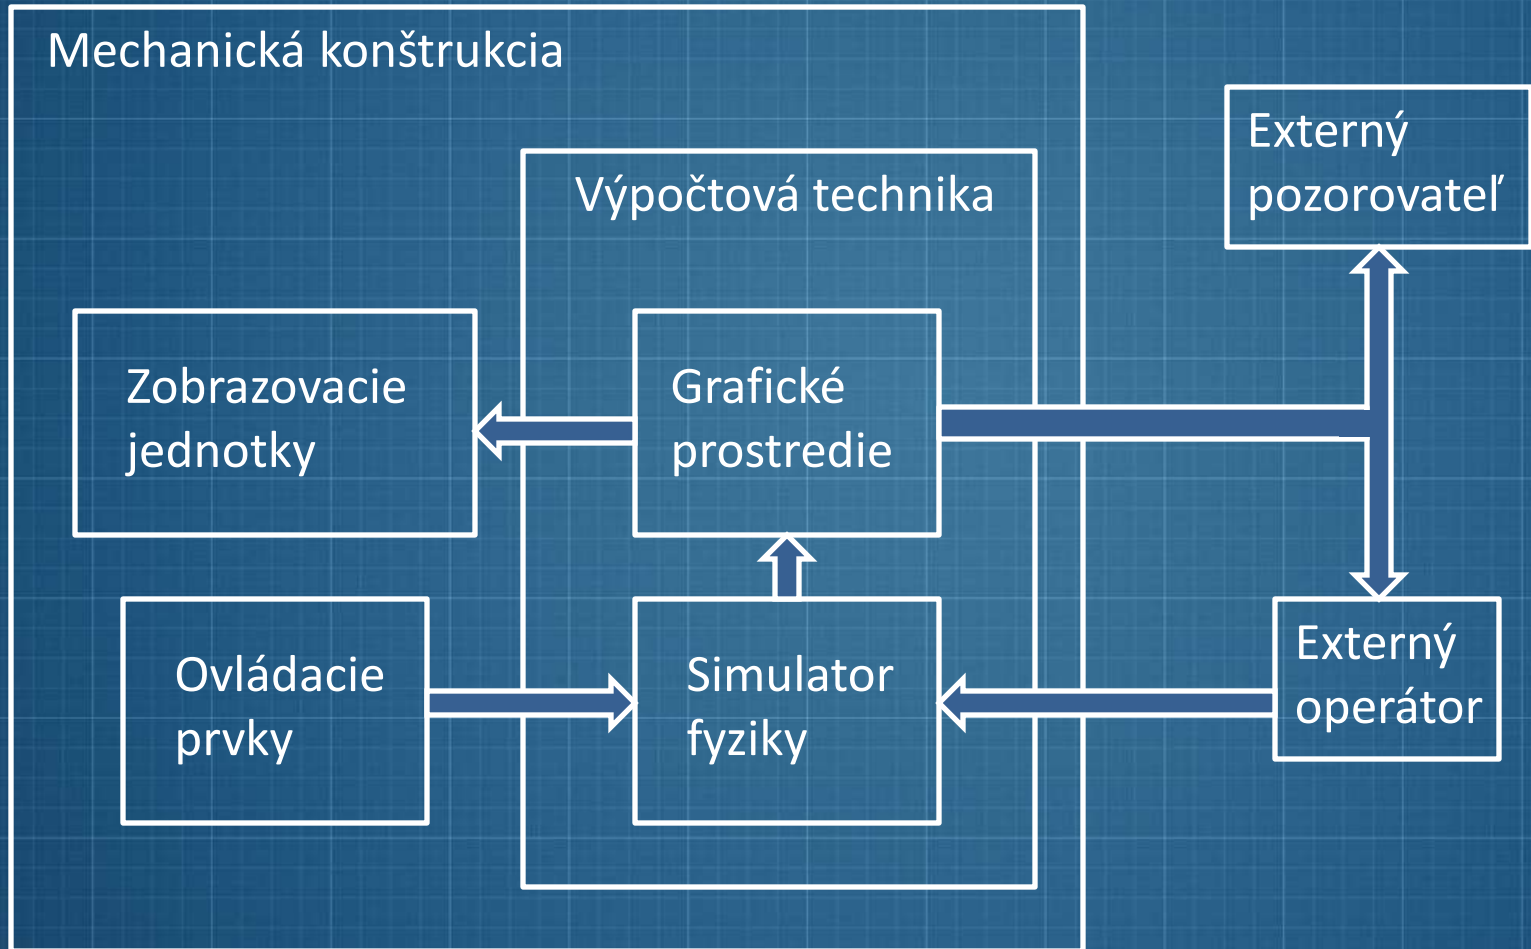 Mechanická konštrukcia
Externý
pozorovateľ
Výpočtová technika
Zobrazovacie
jednotky
Grafické
prostredie
Ovládacie
prvky
Simulator
fyziky
Externý
operátor